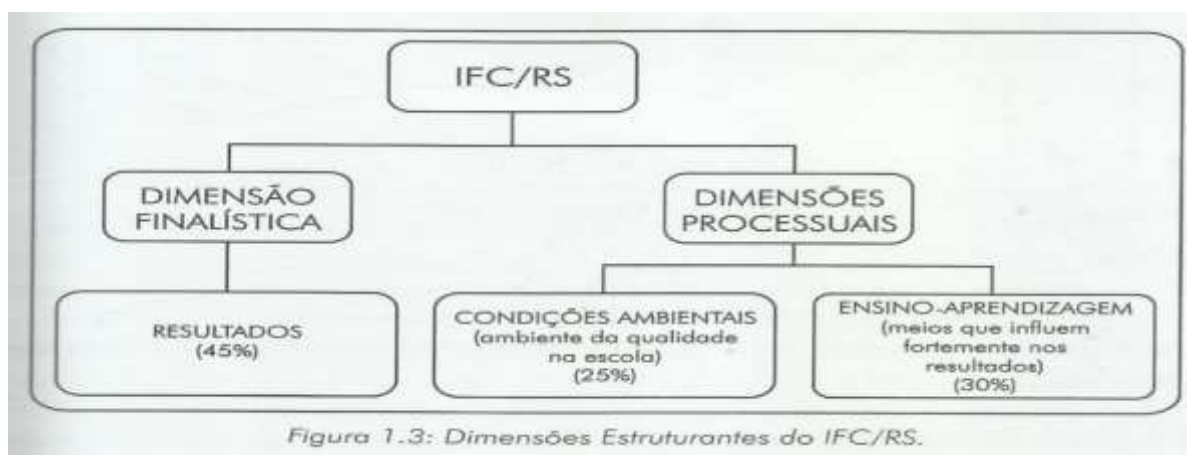 IFC/RS
DIMENSÃO
FINALÍSTICA
DIMENSÕES
PROCESSUAIS
RESULTADOS
(45%)
CONDIÇÕES AMBIENTAIS
(ambiente da qualidade
na escola)
(25%)
ENSINO-APRENDIZAGEM
(meios que influem
fortemente nos
resultados)
(30%)
Figura 1.3: Dimensões Estruturantes do IFC/RS.